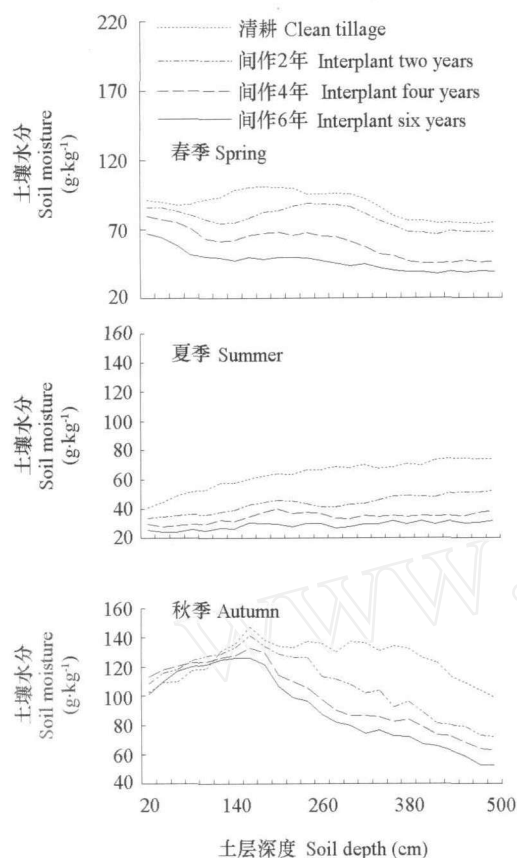 清耕 Clean tillage
间作2年 Interplant two years
间作4年 Interplant four years
间作6年 Interplant six years
220
170
120
70
20
土壤水分
Soil moisture
(g·kg⁻¹)
春季 Spring
160
140
120
100
80
60
40
20
土壤水分
Soil moisture
(g·kg⁻¹)
夏季 Summer
160
140
120
100
80
60
40
土壤水分
Soil moisture
(g·kg⁻¹)
秋季 Autumn
20 140 260 380 500
土层深度 Soil depth (cm)
www.